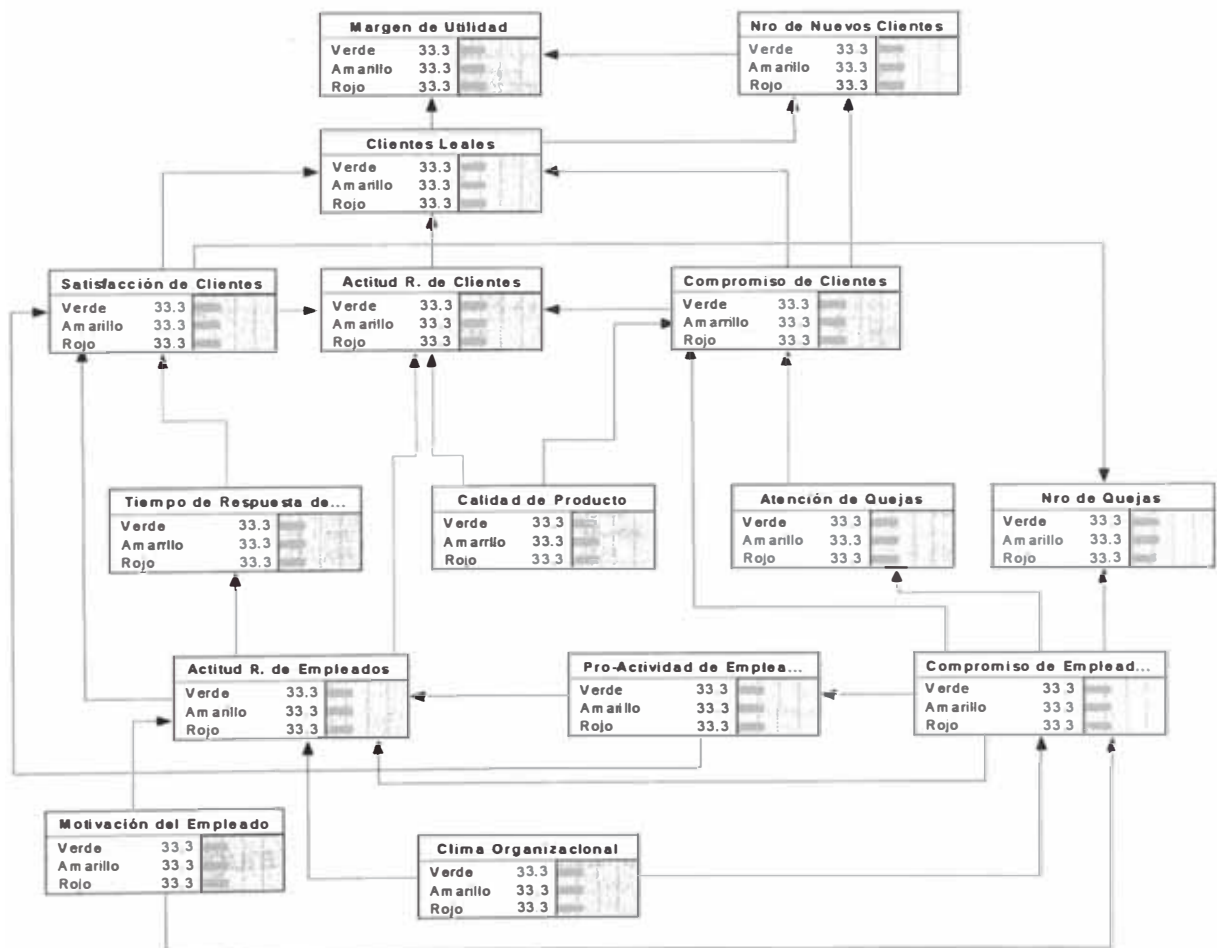 Margen de Utilidad
Verde 33.3
Amarillo 33.3
Rojo 33.3
Nro de Nuevos Clientes
Verde 33.3
Amarillo 33.3
Rojo 33.3
Clientes Leales
Verde 33.3
Amarillo 33.3
Rojo 33.3
Satisfacción de Clientes
Verde 33.3
Amarillo 33.3
Rojo 33.3
Actitud R. de Clientes
Verde 33.3
Amarillo 33.3
Rojo 33.3
Compromiso de Clientes
Verde 33.3
Amarillo 33.3
Rojo 33.3
Tiempo de Respuesta de...
Verde 33.3
Amarillo 33.3
Rojo 33.3
Calidad de Producto
Verde 33.3
Amarillo 33.3
Rojo 33.3
Atención de Quejas
Verde 33.3
Amarillo 33.3
Rojo 33.3
Nro de Quejas
Verde 33.3
Amarillo 33.3
Rojo 33.3
Actitud R. de Empleados
Verde 33.3
Amarillo 33.3
Rojo 33.3
Pro-Actividad de Emplea...
Verde 33.3
Amarillo 33.3
Rojo 33.3
Compromiso de Emplead...
Verde 33.3
Amarillo 33.3
Rojo 33.3
Motivación del Empleado
Verde 33.3
Amarillo 33.3
Rojo 33.3
Clima Organizacional
Verde 33.3
Amarillo 33.3
Rojo 33.3